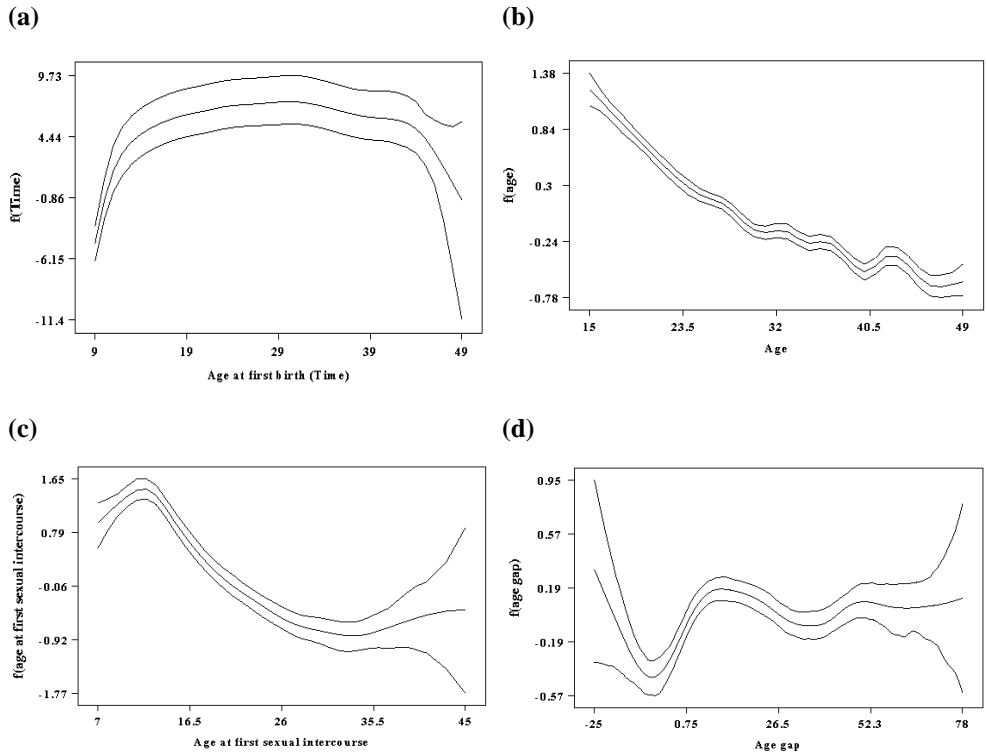 (a)
9.73
4.44
-0.86
-6.15
-11.4
f(Time)
9 19 29 39 49
Age at first birth (Time)
(b)
1.38
0.84
0.3
-0.24
-0.78
f(age)
15 23.5 32 40.5 49
Age
(c)
1.65
0.79
-0.06
-0.92
-1.77
f(age at first sexual intercourse)
7 16.5 26 35.5 45
Age at first sexual intercourse
(d)
0.95
0.57
0.19
-0.19
-0.57
f(age gap)
-25 0.75 26.5 52.3 78
Age gap